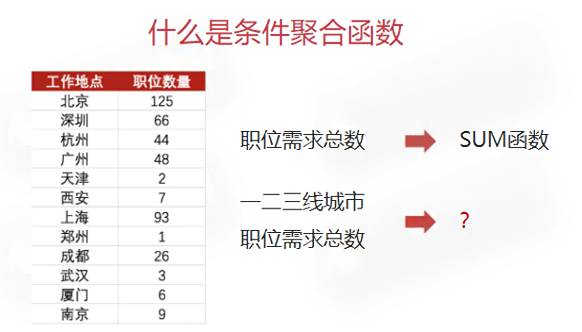 什么是条件聚合函数
工作地点 职位数量
北京 125
深圳 66
杭州 44
广州 48
天津 2
西安 7
上海 93
郑州 1
成都 26
武汉 3
厦门 6
南京 9
职位需求总数 SUM函数
一二三线城市
职位需求总数 ?